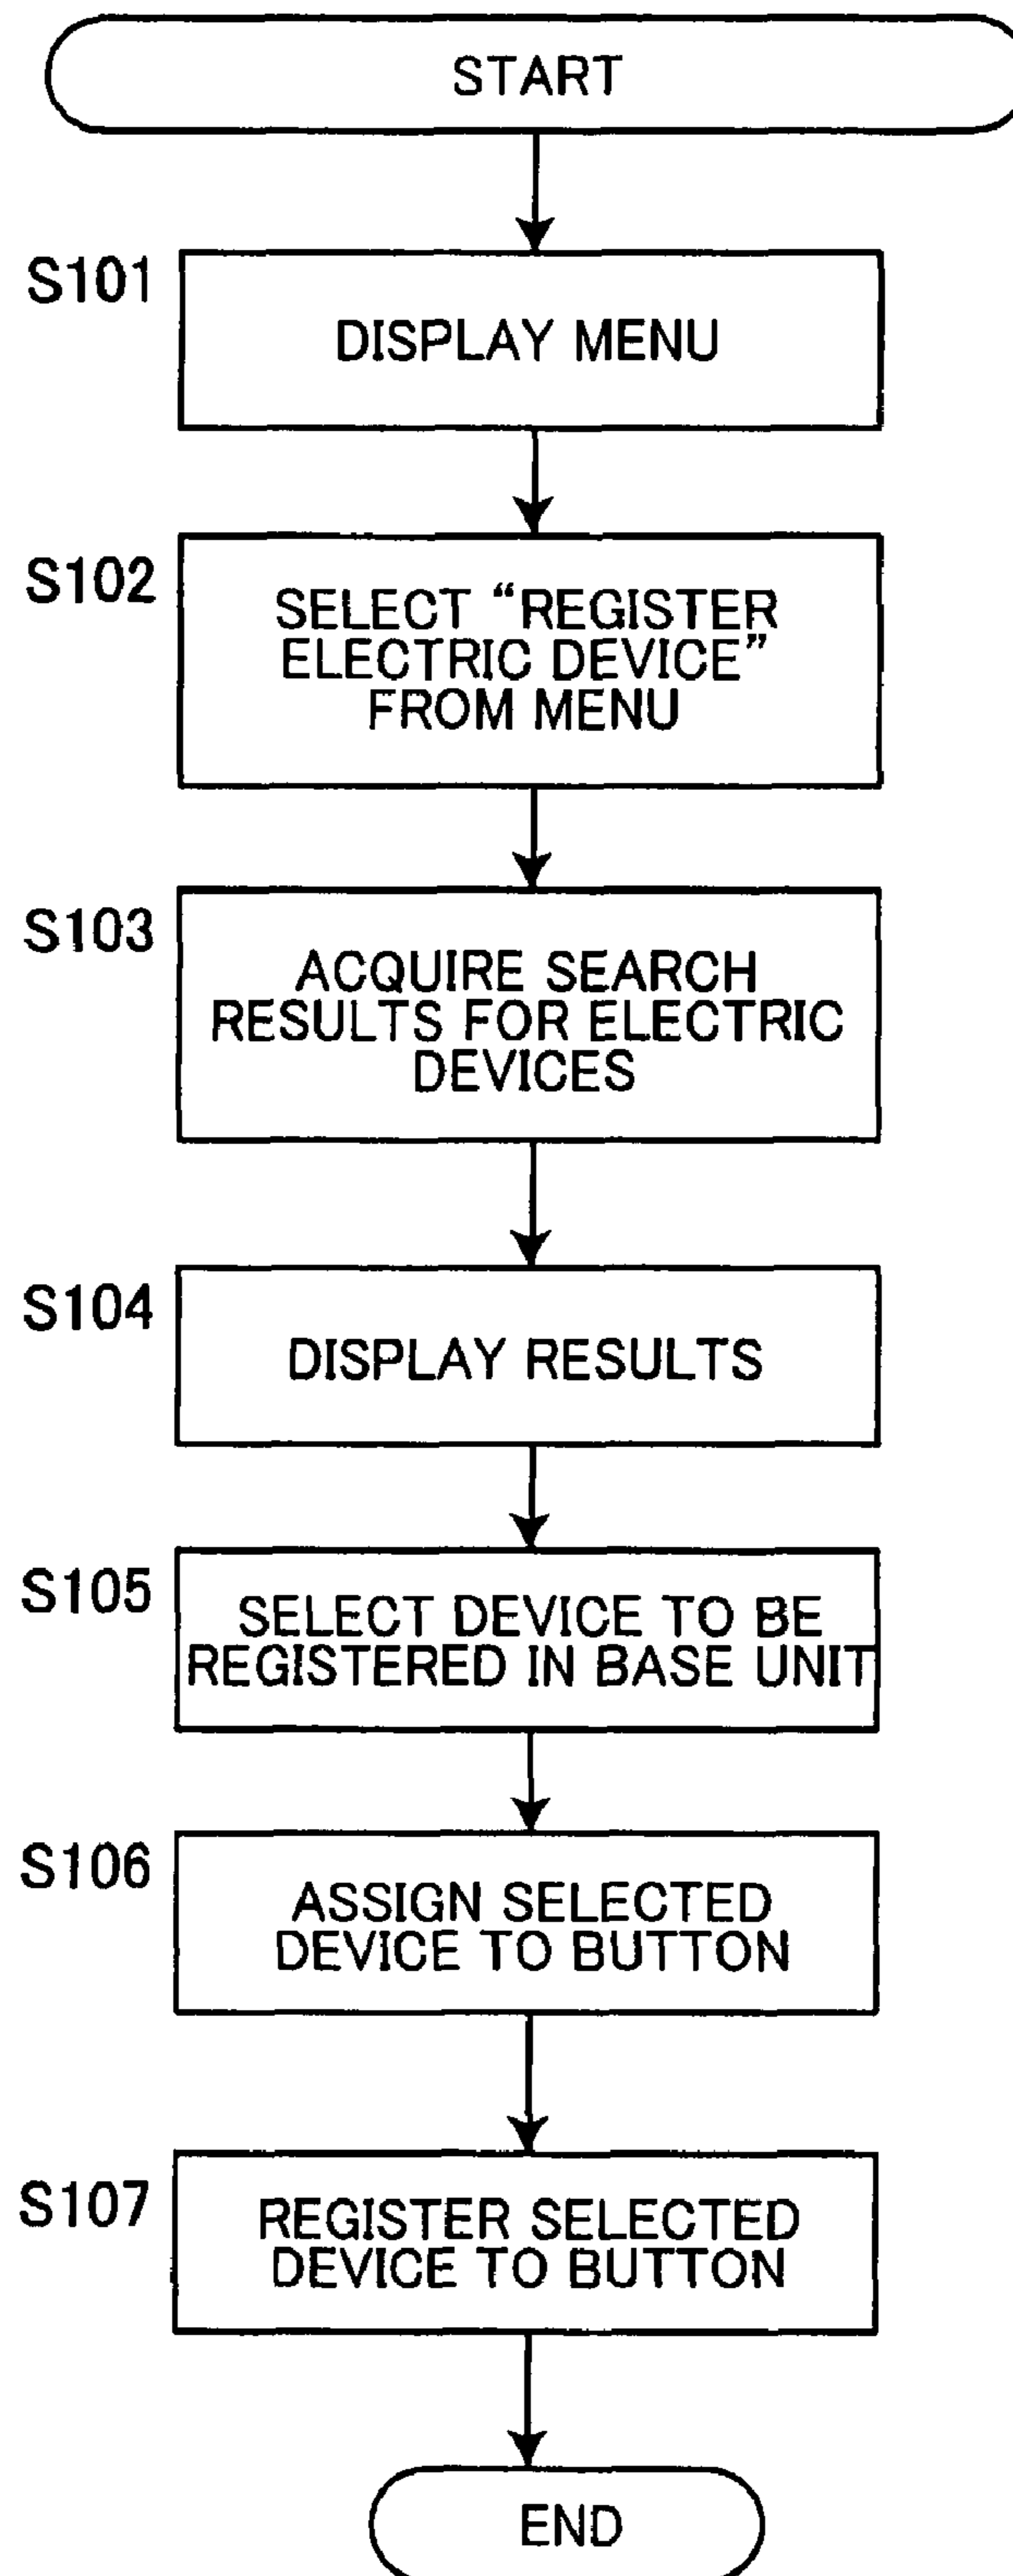 START
S101
DISPLAY MENU
S102
SELECT “REGISTER
ELECTRIC DEVICE”
FROM MENU
S103
ACQUIRE SEARCH
RESULTS FOR ELECTRIC
DEVICES
S104
DISPLAY RESULTS
S105
SELECT DEVICE TO BE
REGISTERED IN BASE UNIT
S106
ASSIGN SELECTED
DEVICE TO BUTTON
S107
REGISTER SELECTED
DEVICE TO BUTTON
END